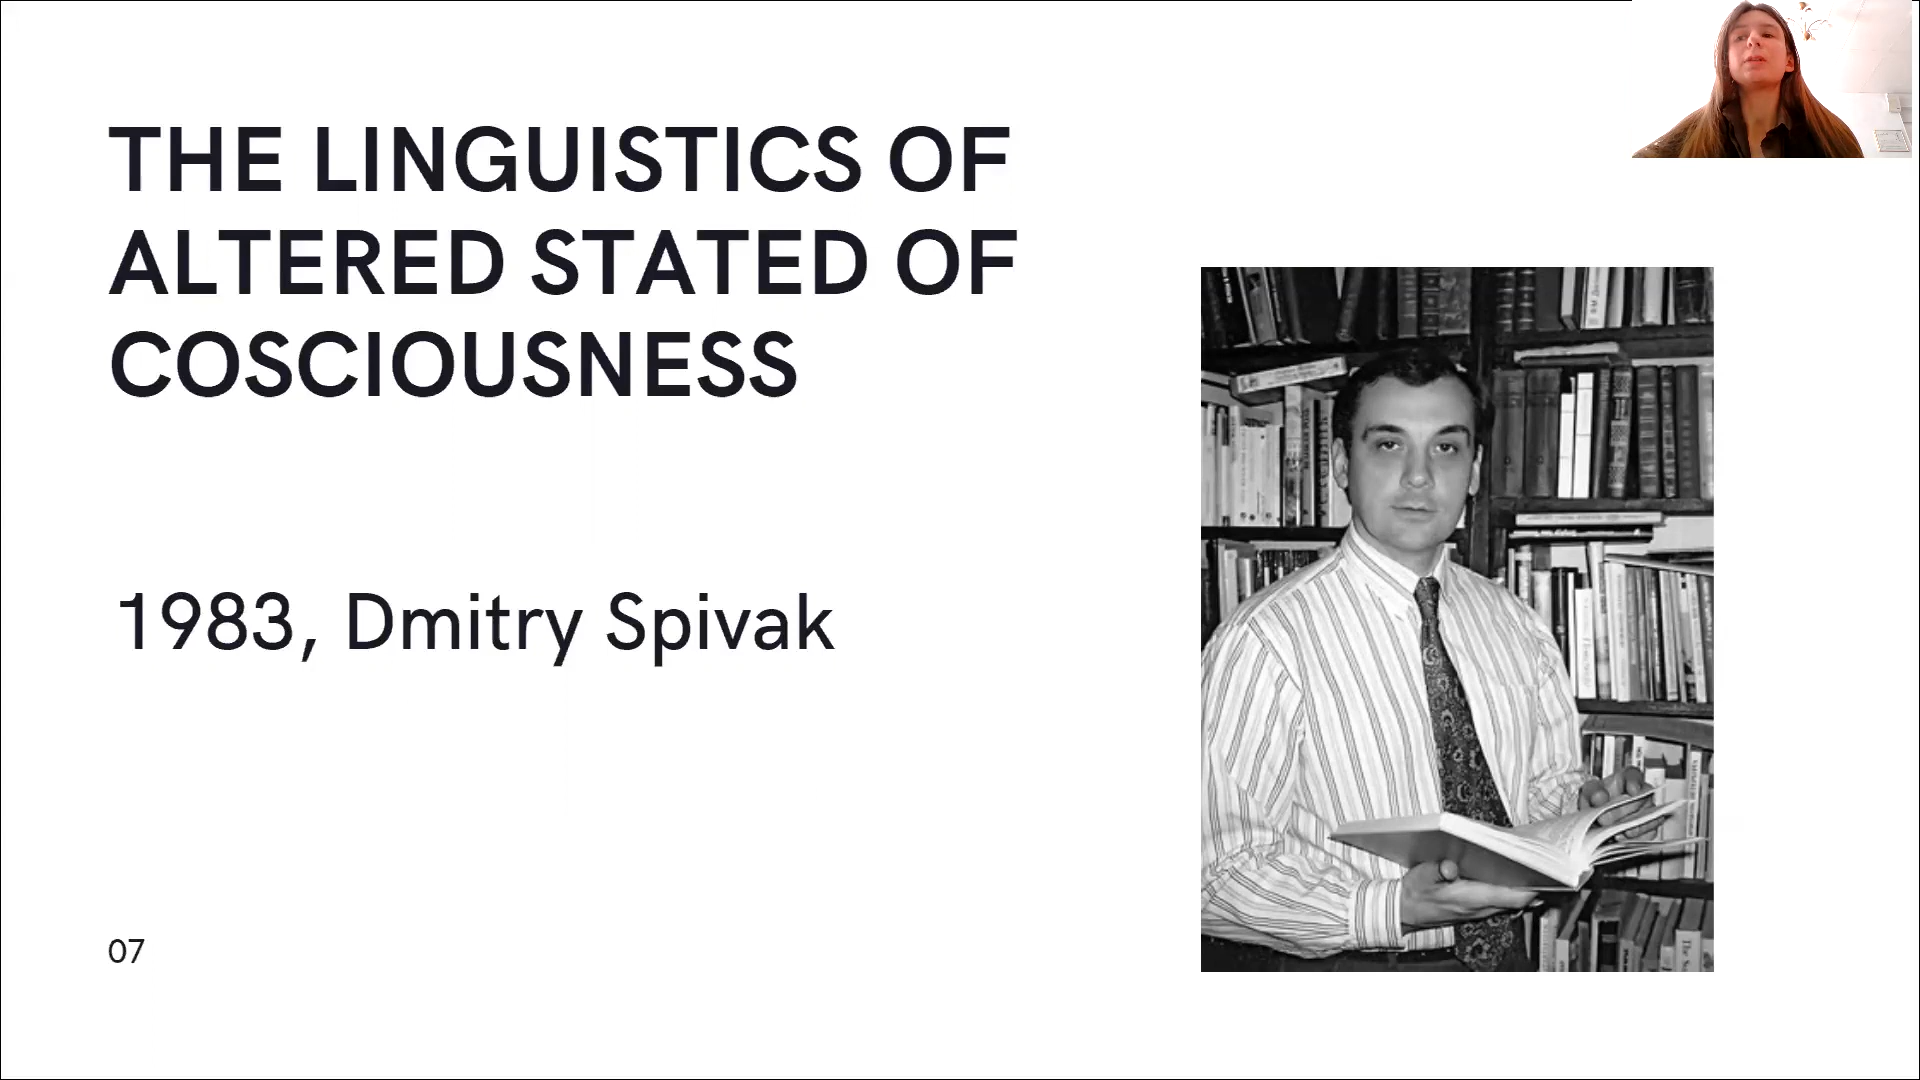 THE LINGUISTICS OF
ALTERED STATED OF
COSCIOUSNESS
1983, Dmitry Spivak
07